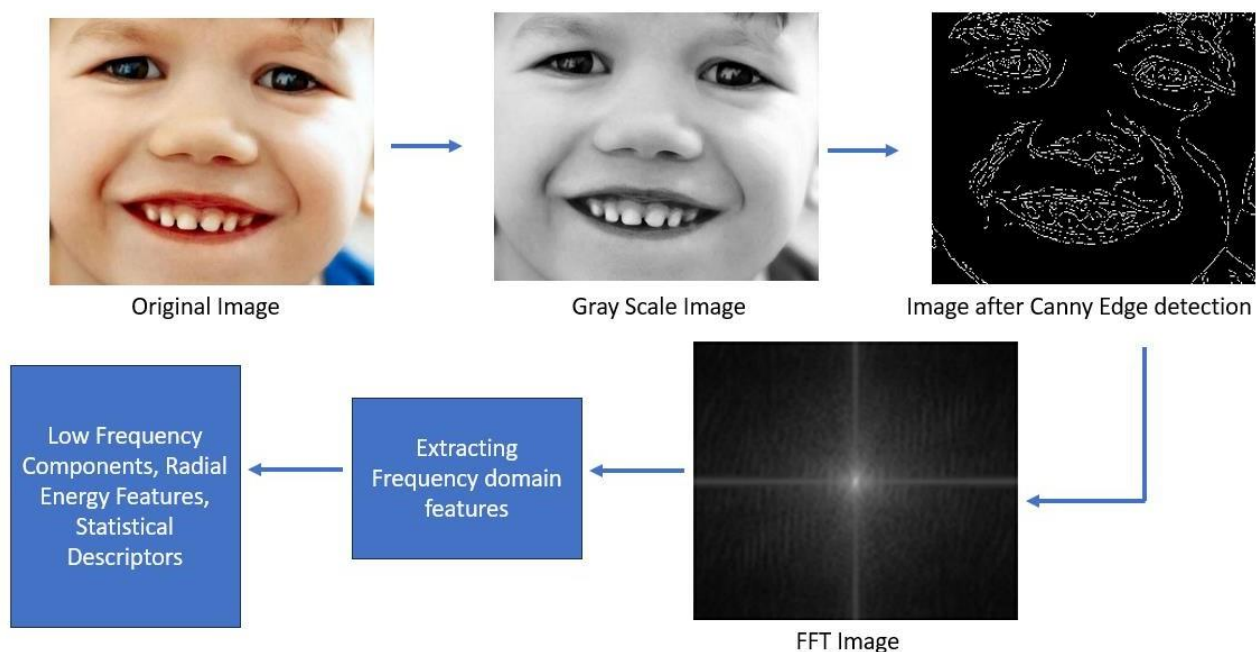 Original Image
Gray Scale Image
Image after Canny Edge detection
FFT Image
Extracting
Frequency domain
features
Low Frequency
Components, Radial
Energy Features,
Statistical
Descriptors